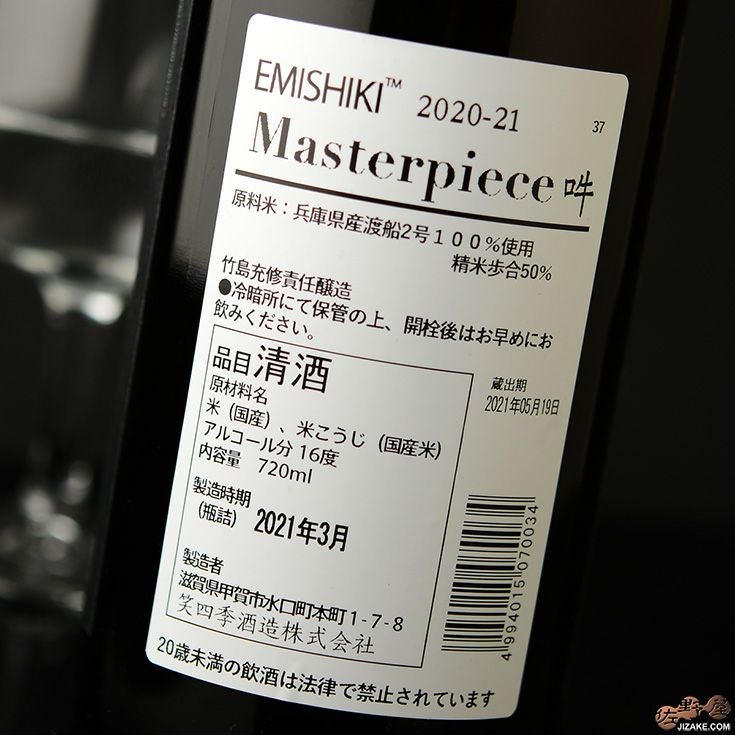 EMISHIKI™ 2020-21
37
Masterpiece 吽
原料米：兵庫県産渡船2号１００％使用
精米歩合50%
竹島充修責任醸造
●冷暗所にて保管の上、開栓後はお早めにお
飲みください。
品目清酒
原材料名
米（国産）、米こうじ（国産米）
アルコール分 16度
内容量 720ml
製造時期
（瓶詰） 2021年3月
製造者
滋賀県甲賀市水口町本町1-7-8
笑四季酒造株式会社
蔵出期
2021年05月19日
4 994015 070034
20歳未満の飲酒は法律で禁止されています
佐野屋
JIZAKE.COM